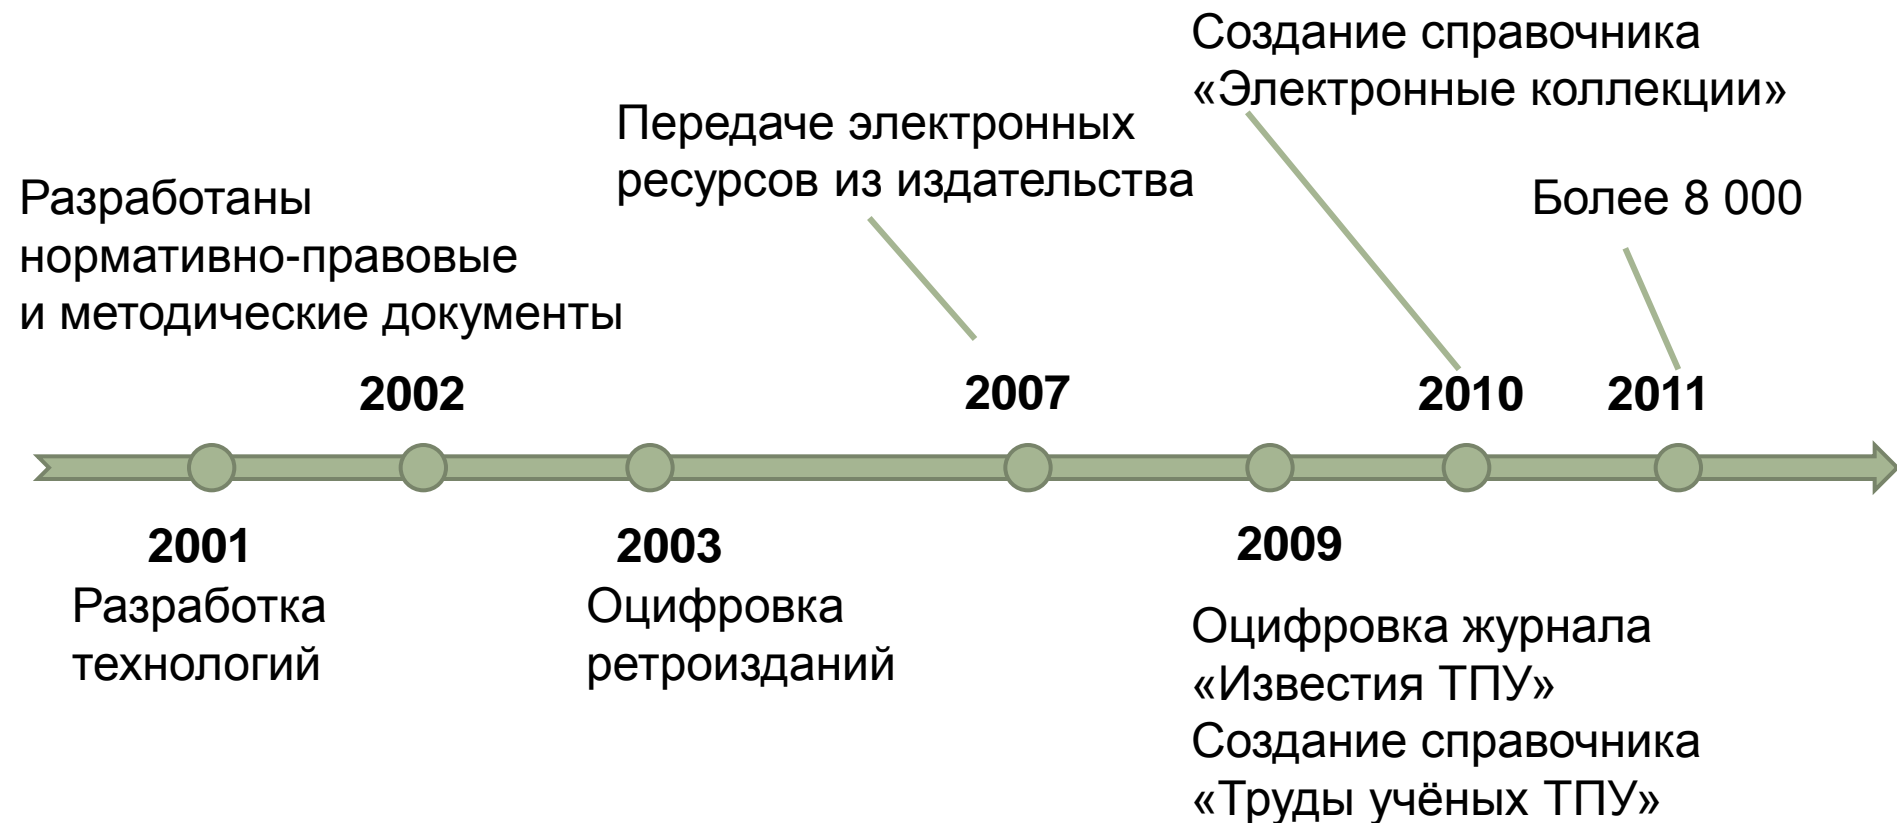 Создание справочника
«Электронные коллекции»
Передаче электронных
ресурсов из издательства
Более 8 000
Разработаны
нормативно-правовые
и методические документы
2002
2007
2010
2011
2001
Разработка
технологий
2003
Оцифровка
ретроизданий
2009
Оцифровка журнала
«Известия ТПУ»
Создание справочника
«Труды учёных ТПУ»